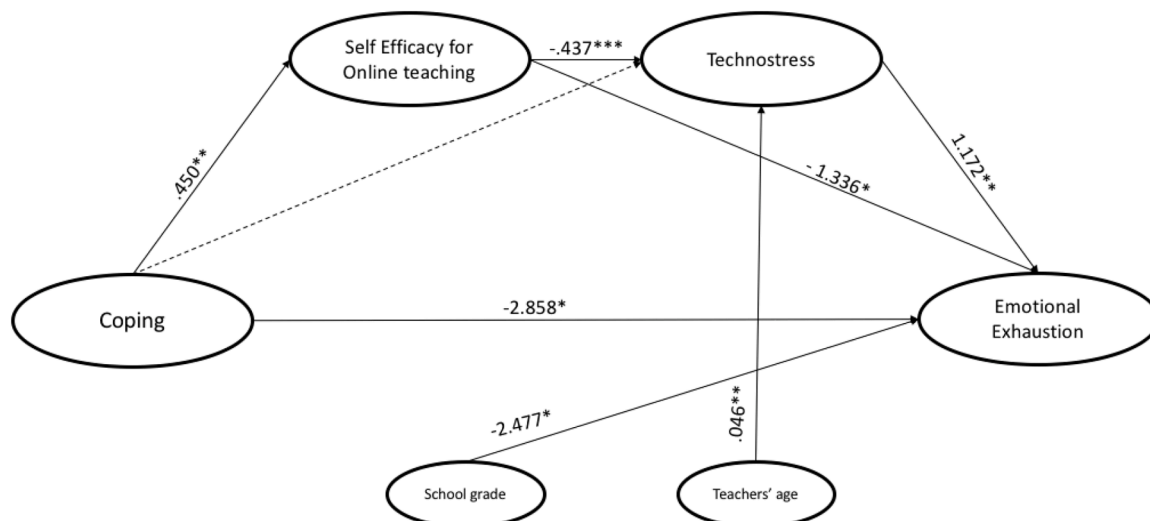 Self Efficacy for
Online teaching
-.437***
Technostress
.450**
- 1.336*
1.172**
Coping
-2.858*
Emotional
Exhaustion
-2.477*
.046**
School grade
Teachers' age